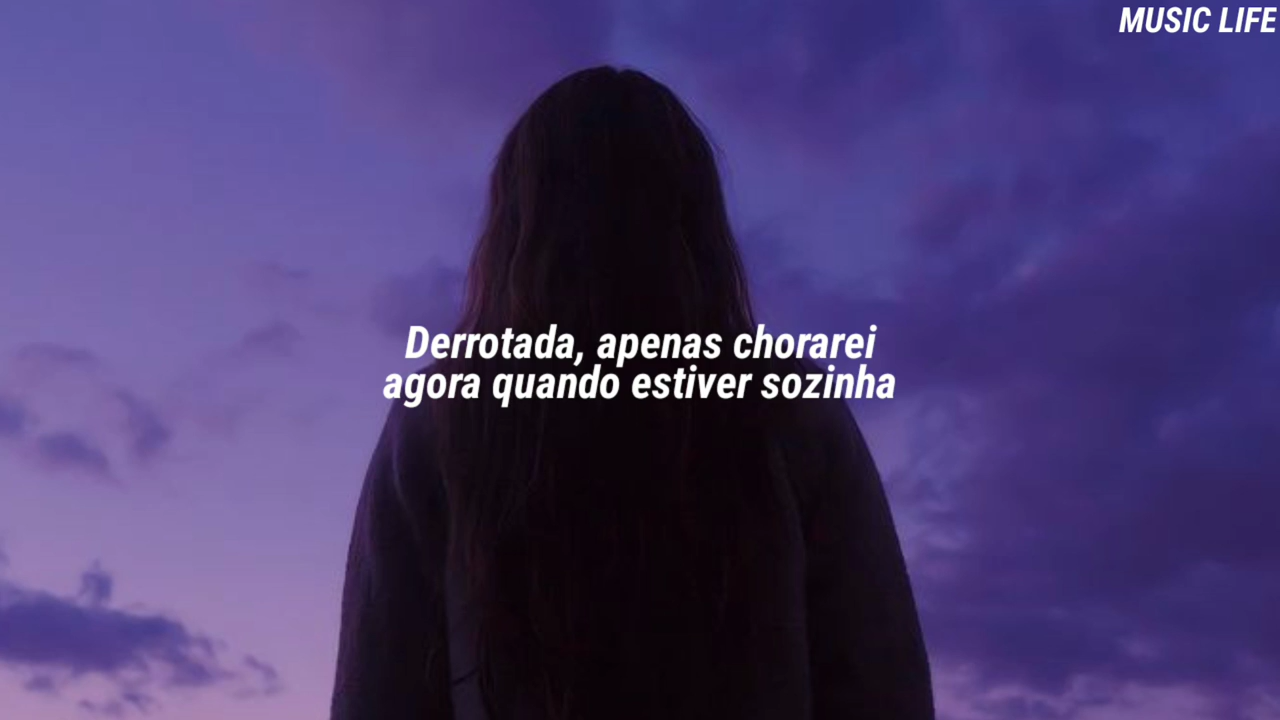 MUSIC LIFE
Derrotada, apenas chorarei
agora quando estiver sozinha